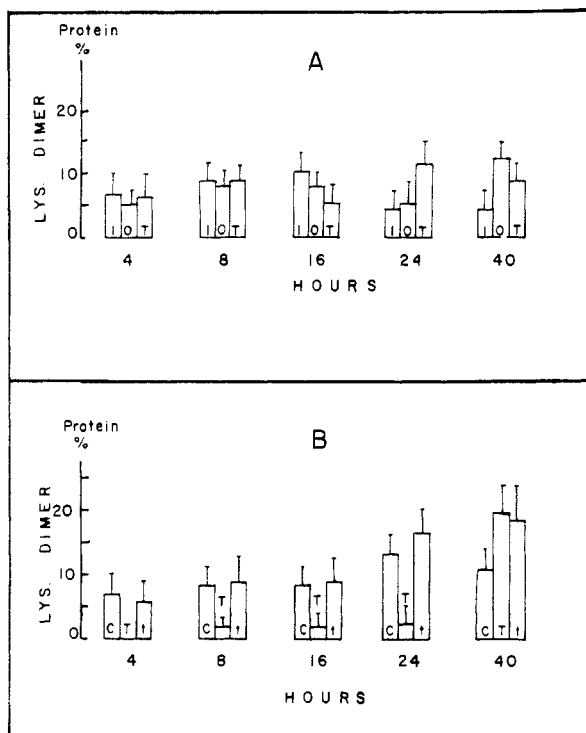 Protein
%
A
LYS. DIMER
20
10
0
I O T I O T I O T I O T I O T
4 8 16 24 40
HOURS
Protein
%
B
LYS. DIMER
20
10
0
C T t C T t C T t C T t C T t
4 8 16 24 40
HOURS